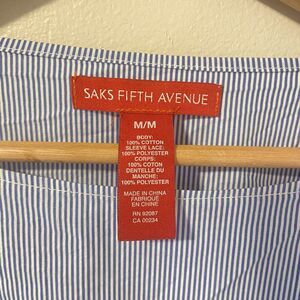 SAKS FIFTH AVENUE
M/M
BODY:
100% COTTON
SLEEVE LACE:
100% POLYESTER
CORPS:
100% COTON
DENTELLE DU
MANCHE:
100% POLYESTER
MADE IN CHINA
FABRIQUÉ
EN CHINE
RN 92087
CA 00234